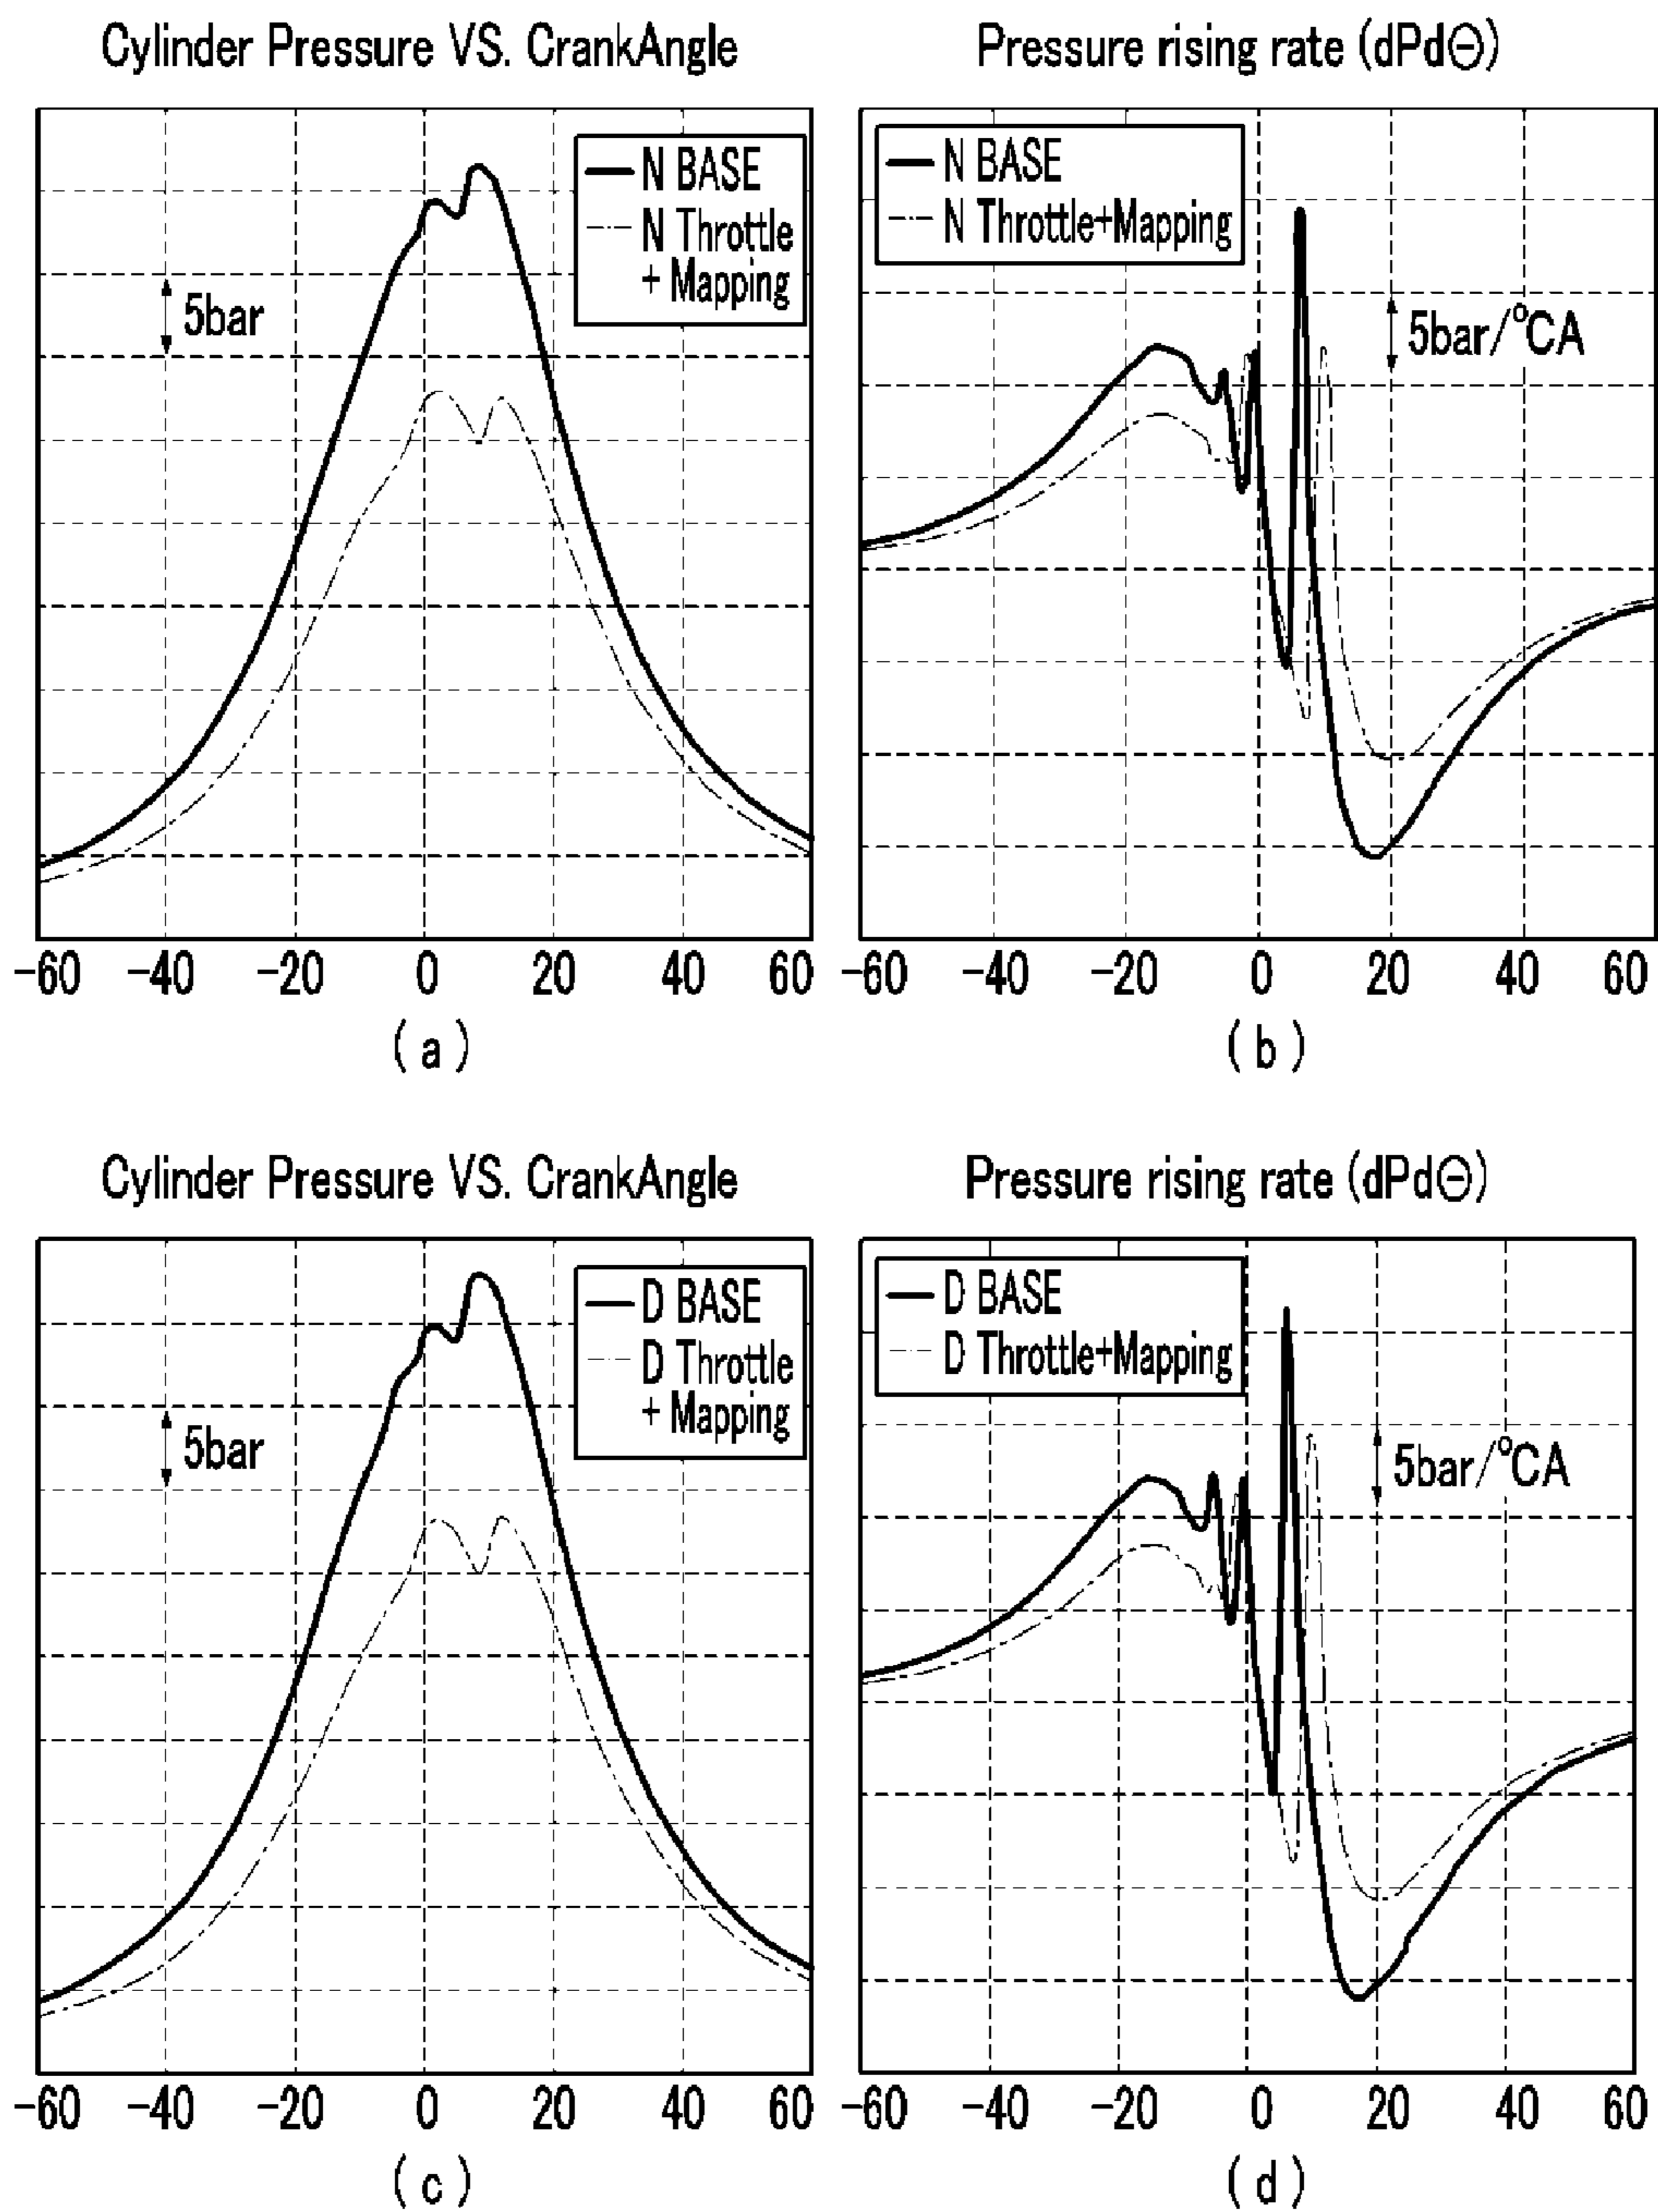 Cylinder Pressure VS. CrankAngle
N BASE
N Throttle
+ Mapping
5bar
-60 -40 -20 0 20 40 60
( a )
Pressure rising rate (dPdΘ)
N BASE
N Throttle+Mapping
5bar/°CA
-60 -40 -20 0 20 40 60
( b )
Cylinder Pressure VS. CrankAngle
D BASE
D Throttle
+ Mapping
5bar
-60 -40 -20 0 20 40 60
( c )
Pressure rising rate (dPdΘ)
D BASE
D Throttle+Mapping
5bar/°CA
-60 -40 -20 0 20 40 60
( d )